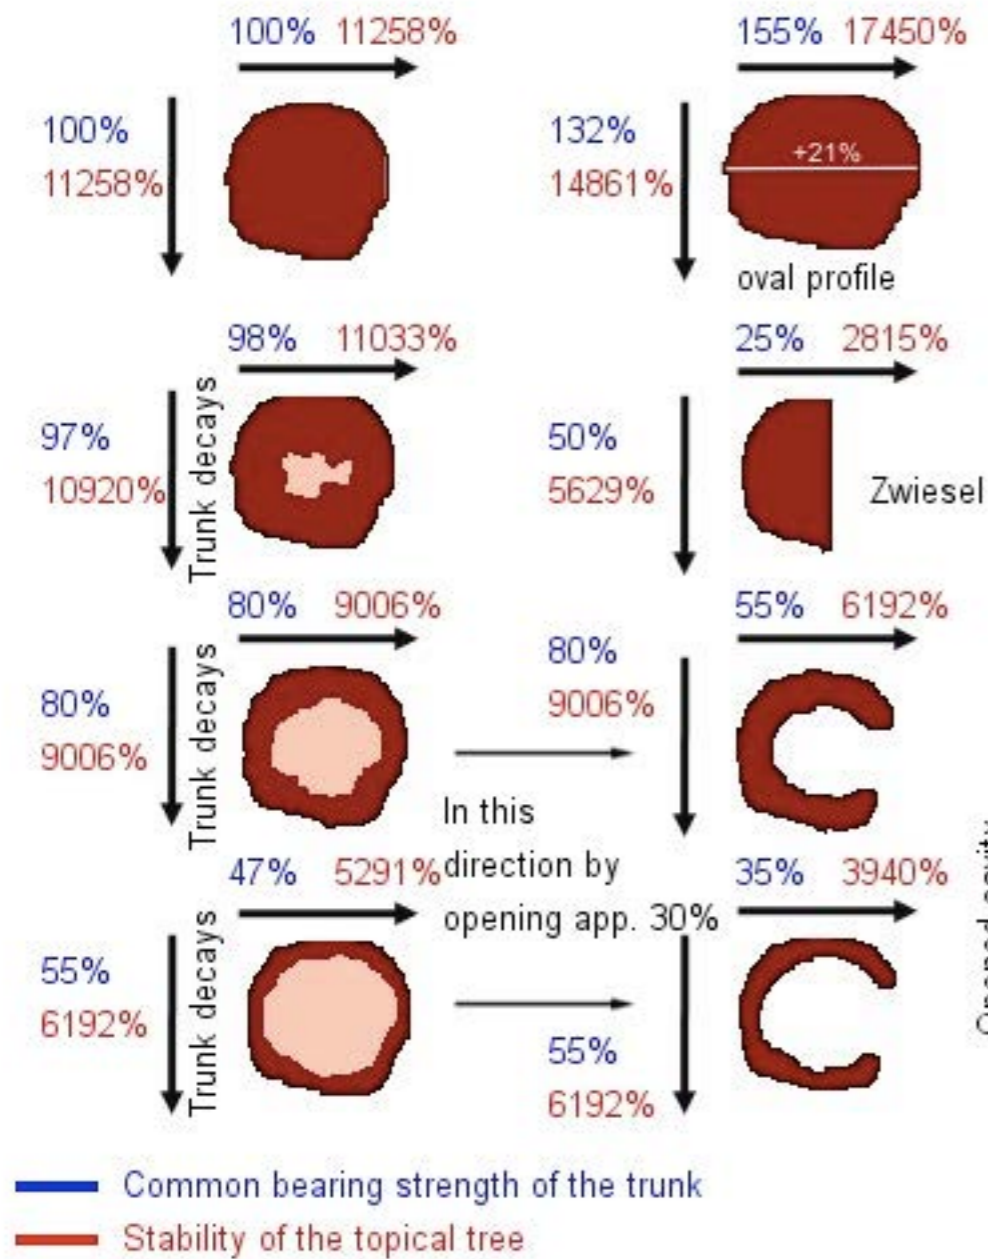 100% 11258%
100%
11258%
155% 17450%
132%
14861%
+21%
oval profile
98% 11033%
97%
10920%
Trunk decays
25% 2815%
50%
5629%
Zwiesel
80% 9006%
80%
9006%
Trunk decays
55% 6192%
80%
9006%
In this
direction by
opening app. 30%
47% 5291%
55%
6192%
Trunk decays
35% 3940%
55%
6192%
Common bearing strength of the trunk
Stability of the topical tree